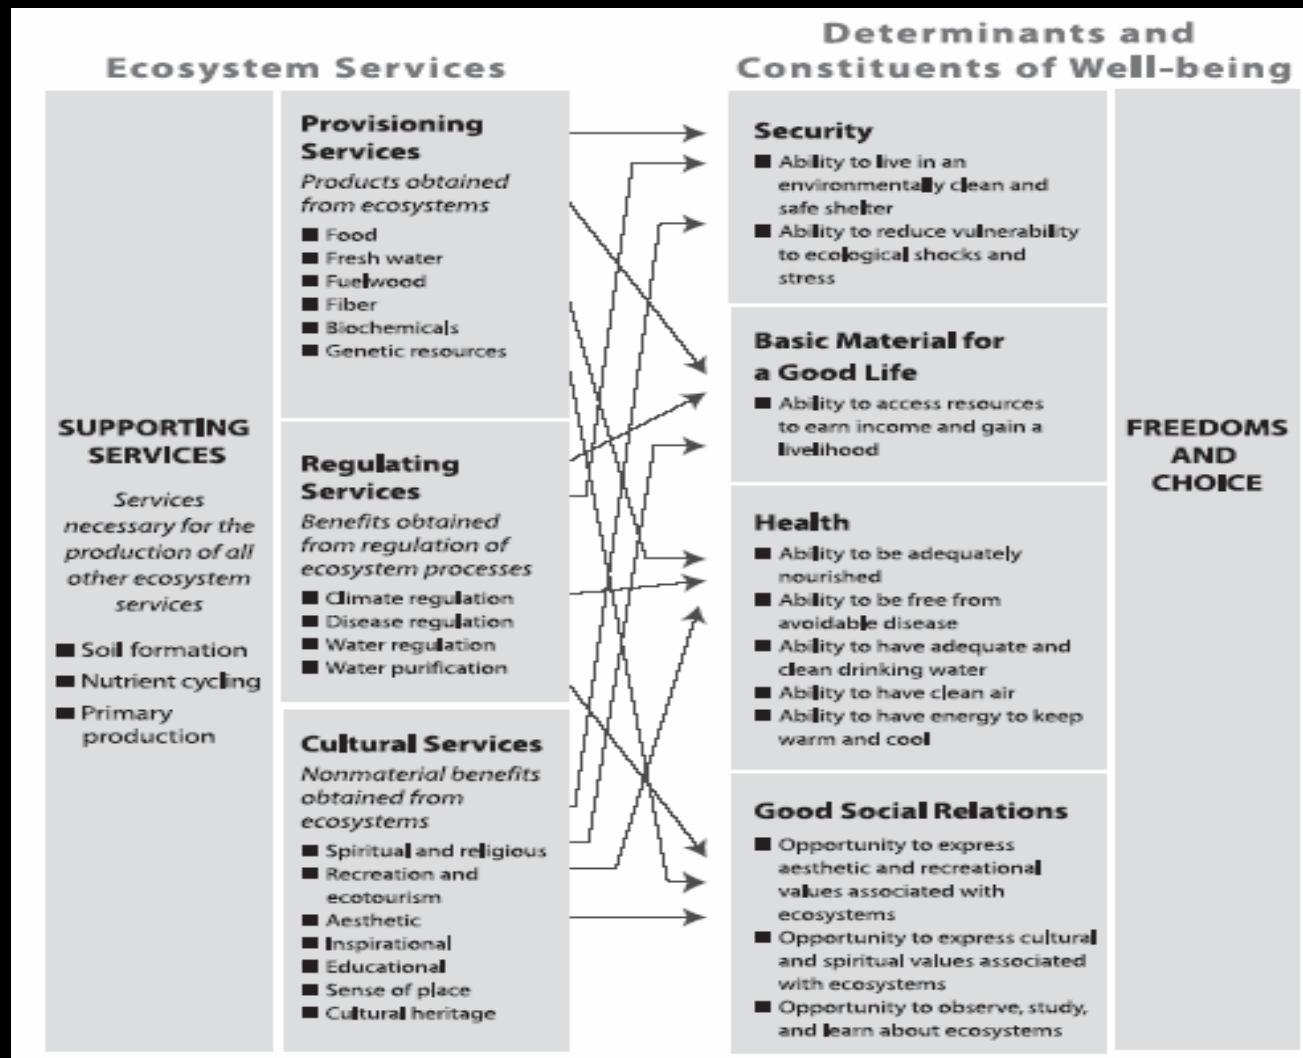 Ecosystem Services
SUPPORTING
SERVICES
Services
necessary for the
production of all
other ecosystem
services
■ Soil formation
■ Nutrient cycling
■ Primary
production
Provisioning
Services
Products obtained
from ecosystems
■ Food
■ Fresh water
■ Fuelwood
■ Fiber
■ Biochemicals
■ Genetic resources
Regulating
Services
Benefits obtained
from regulation of
ecosystem processes
■ Climate regulation
■ Disease regulation
■ Water regulation
■ Water purification
Cultural Services
Nonmaterial benefits
obtained from
ecosystems
■ Spiritual and religious
■ Recreation and
ecotourism
■ Aesthetic
■ Inspirational
■ Educational
■ Sense of place
■ Cultural heritage
Determinants and
Constituents of Well-being
Security
■ Ability to live in an
environmentally clean and
safe shelter
■ Ability to reduce vulnerability
to ecological shocks and
stress
Basic Material for
a Good Life
■ Ability to access resources
to earn income and gain a
livelihood
Health
■ Ability to be adequately
nourished
■ Ability to be free from
avoidable disease
■ Ability to have adequate and
clean drinking water
■ Ability to have clean air
■ Ability to have energy to keep
warm and cool
Good Social Relations
■ Opportunity to express
aesthetic and recreational
values associated with
ecosystems
■ Opportunity to express cultural
and spiritual values associated
with ecosystems
■ Opportunity to observe, study,
and learn about ecosystems
FREEDOMS
AND
CHOICE